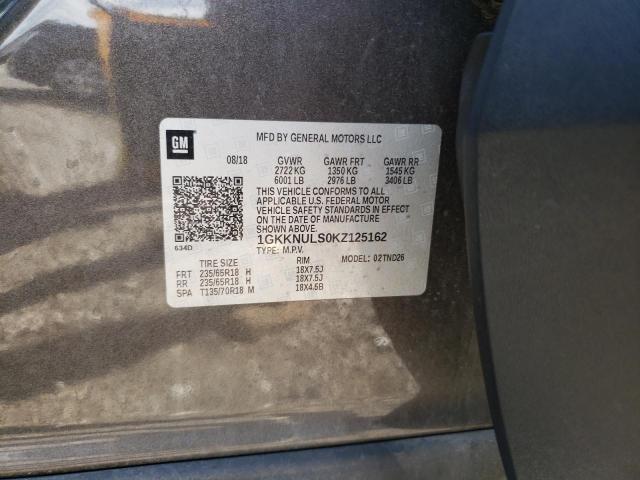 GM
MFD BY GENERAL MOTORS LLC
08/18 GVWR GAWR FRT GAWR RR
2722 KG 1350 KG 1545 KG
6001 LB 2976 LB 3406 LB
THIS VEHICLE CONFORMS TO ALL
APPLICABLE U.S. FEDERAL MOTOR
VEHICLE SAFETY STANDARDS IN EFFECT
ON THE DATE OF MANUFACTURE
SHOWN ABOVE.
1GKKNULS0KZ125162
634D TYPE: M.P.V. MODEL: 02TND26
TIRE SIZE RIM
FRT 235/65R18 H 18X7.5J
RR 235/65R18 H 18X7.5J
SPA T135/70R18 M 18X4.5B